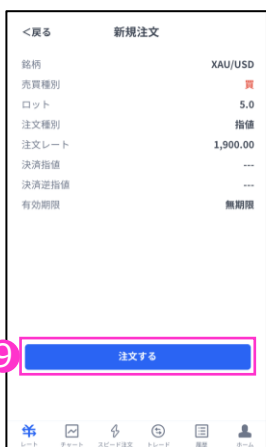 <戻る 新規注文
銘柄 XAU/USD
売買種別 買
ロット 5.0
注文種別 指値
注文レート 1,900.00
決済指値 ---
決済逆指値 ---
有効期限 無期限
9
注文する
レート チャート スピード注文 トレード 履歴 ホーム